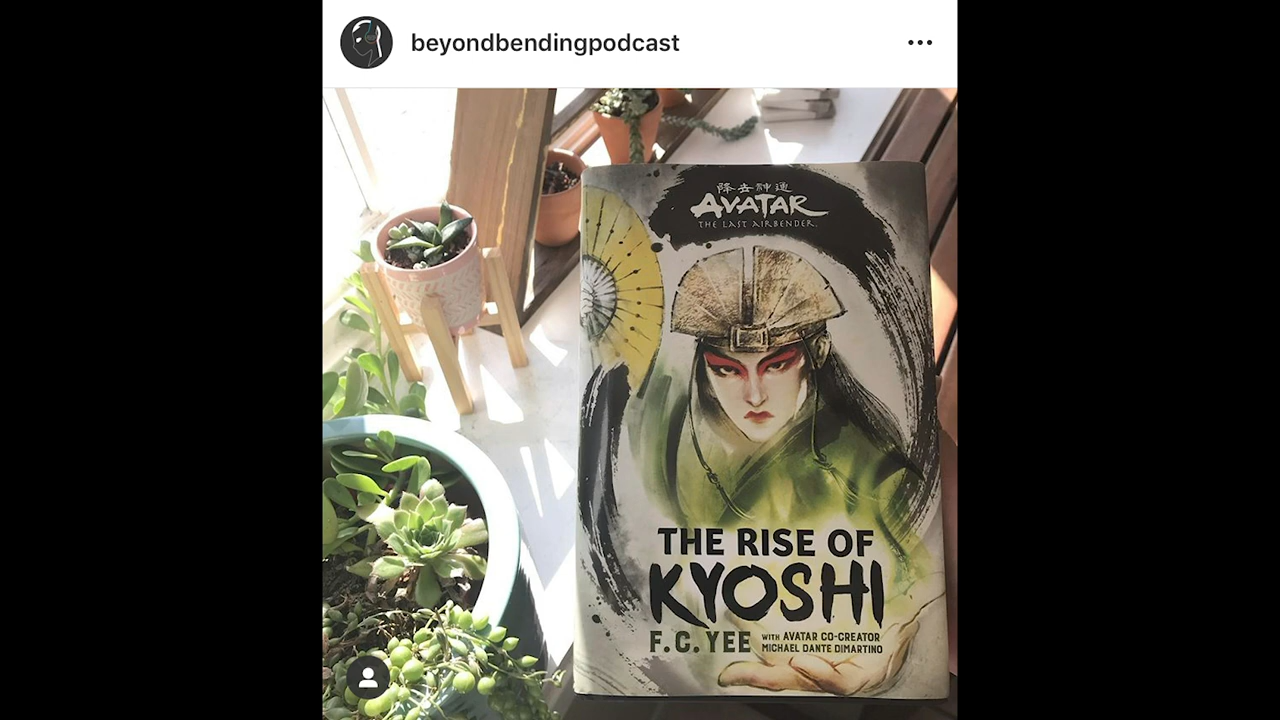 beyondbendingpodcast
降去神通
AVATAR
THE LAST AIRBENDER
THE RISE OF
KYOSHI
F.C. YEE
WITH AVATAR CO-CREATOR
MICHAEL DANTE DIMARTINO